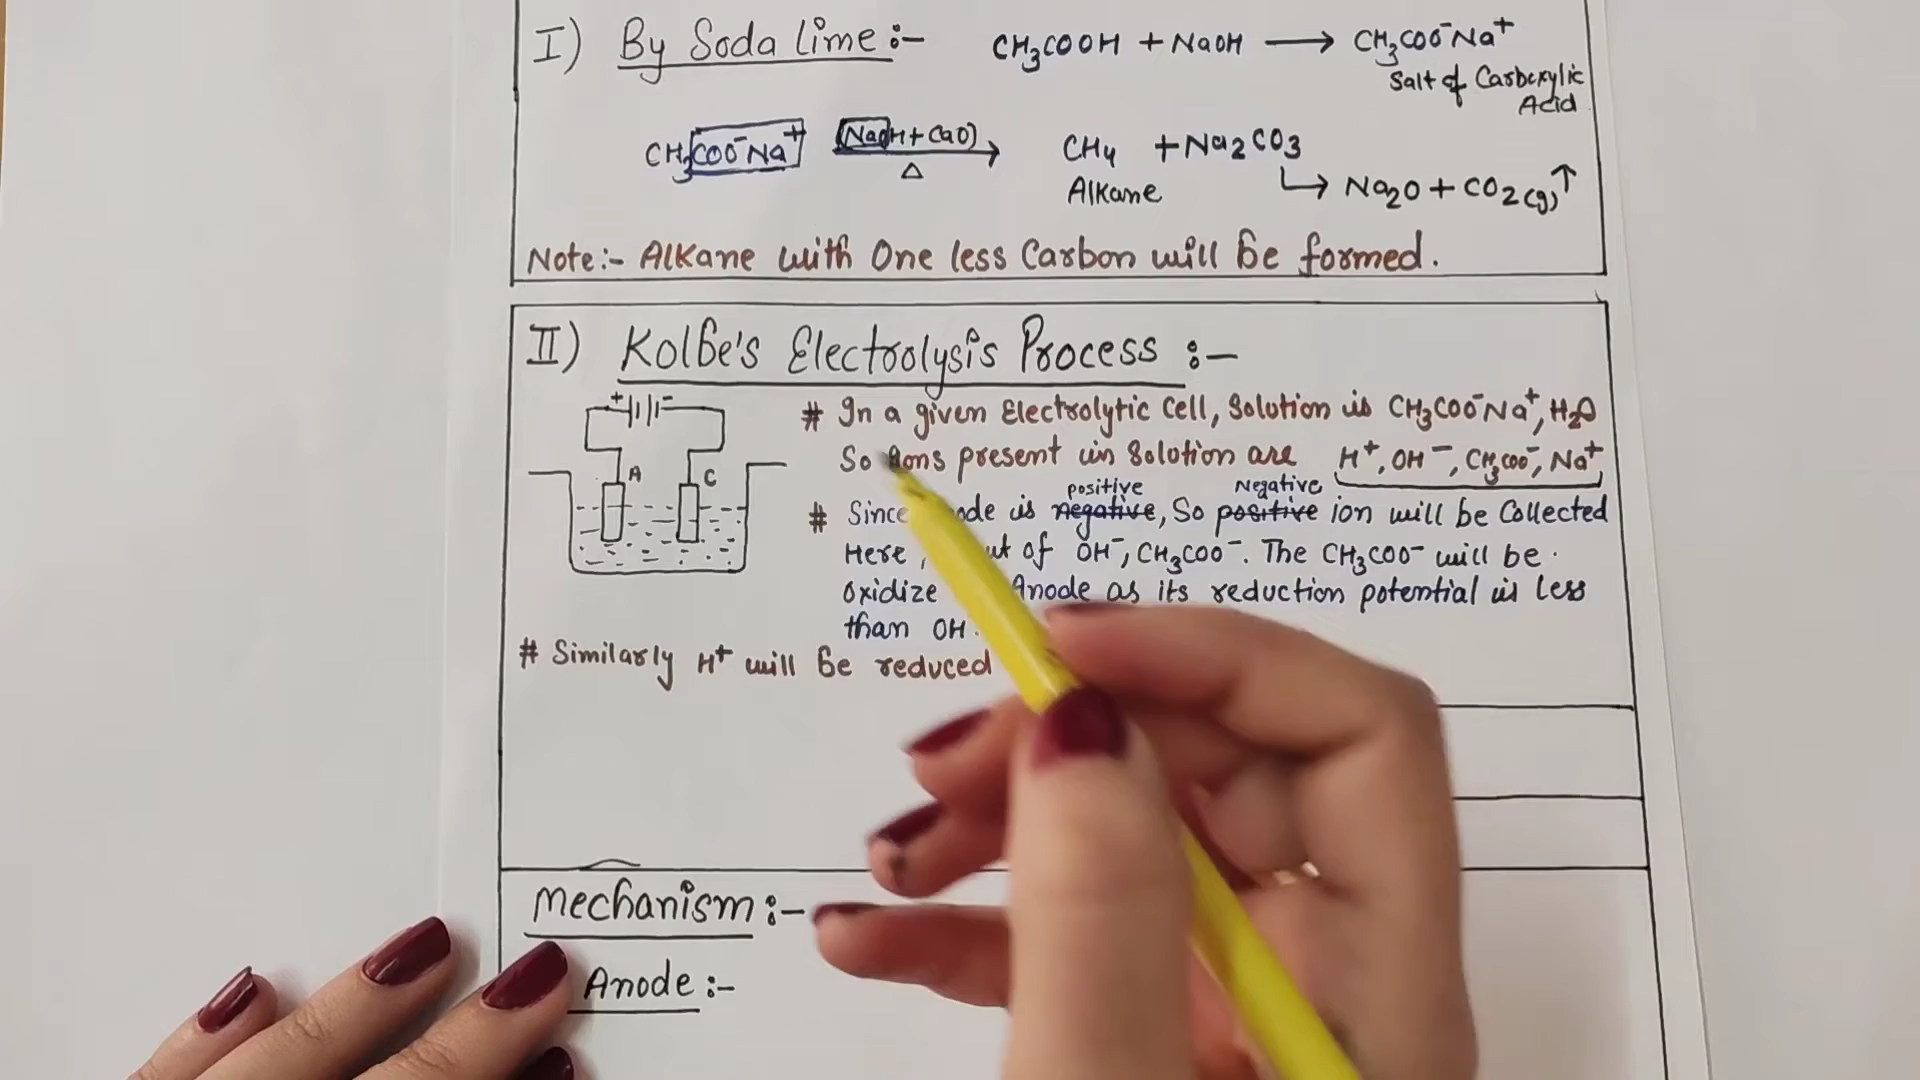 I) By Soda lime :- CH3COOH + NaOH ⟶ CH3COO⁻Na⁺
Salt of Carboxylic
Acid
CH3COO⁻Na⁺ (NaOH + CaO) CH4 + Na2CO3
Δ Alkane → Na2O + CO2(g)↑
Note:- Alkane with One less Carbon will be formed.
II) Kolbe's Electrolysis Process :-
+ -
A C
# In a given Electrolytic Cell, Solution is CH3COO⁻Na⁺, H2O
So present in Solution are H⁺, OH⁻, CH3COO⁻, Na⁺
positive Negative
# Since is negative, So positive ion will be Collected
Here, of OH⁻, CH3COO⁻. The CH3COO⁻ will be.
Oxidize Anode as its reduction potential is less
than OH
# Similarly H⁺ will be reduced
Mechanism :-
Anode :-